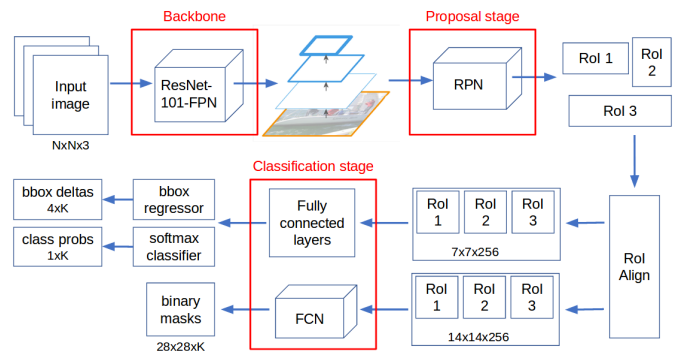 Backbone
Proposal stage
Input
image
NxNx3
ResNet-
101-FPN
RPN
RoI 1
RoI
2
RoI 3
Classification stage
bbox deltas
4xK
bbox
regressor
Fully
connected
layers
RoI
1
RoI
2
RoI
3
7x7x256
class probs
1xK
softmax
classifier
RoI
Align
binary
masks
28x28xK
FCN
RoI
1
RoI
2
RoI
3
14x14x256